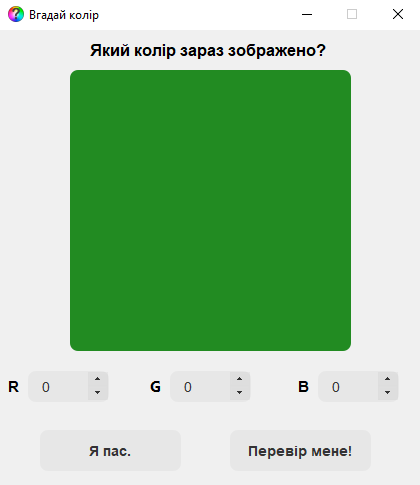 Вгадай колір
Який колір зараз зображено?
R 0 G 0 B 0
Я пас. Перевір мене!